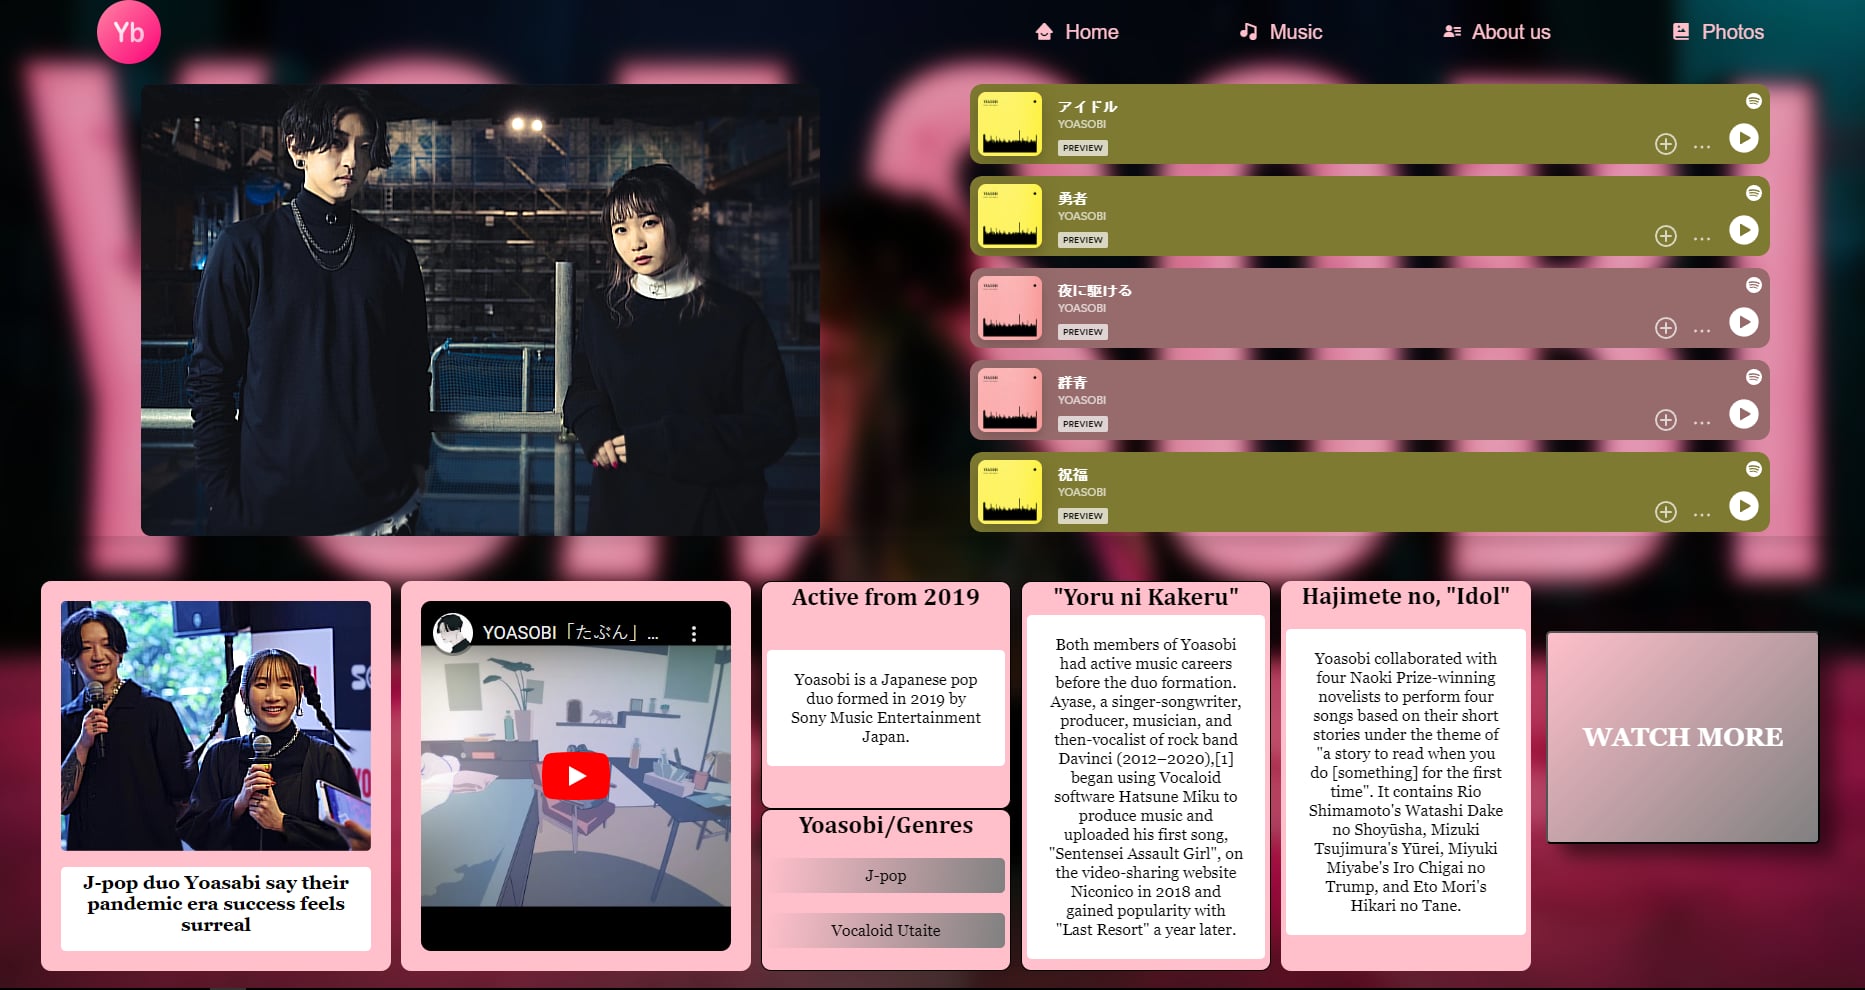 Yb
Home
Music
About us
Photos
YOASOBI
アイドル
YOASOBI
PREVIEW
勇者
YOASOBI
PREVIEW
夜に駆ける
YOASOBI
PREVIEW
群青
YOASOBI
PREVIEW
祝福
YOASOBI
PREVIEW
J-pop duo Yoasabi say their
pandemic era success feels
surreal
YOASOBI「たぶん」...
Active from 2019
Yoasobi is a Japanese pop
duo formed in 2019 by
Sony Music Entertainment
Japan.
Yoasobi/Genres
J-pop
Vocaloid Utaite
"Yoru ni Kakeru"
Both members of Yoasobi
had active music careers
before the duo formation.
Ayase, a singer-songwriter,
producer, musician, and
then-vocalist of rock band
Davinci (2012–2020),[1]
began using Vocaloid
software Hatsune Miku to
produce music and
uploaded his first song,
"Sentensei Assault Girl", on
the video-sharing website
Niconico in 2018 and
gained popularity with
"Last Resort" a year later.
Hajimete no, "Idol"
Yoasobi collaborated with
four Naoki Prize-winning
novelists to perform four
songs based on their short
stories under the theme of
"a story to read when you
do [something] for the first
time". It contains Rio
Shimamoto's Watashi Dake
no Shoyūsha, Mizuki
Tsujimura's Yūrei, Miyuki
Miyabe's Iro Chigai no
Trump, and Eto Mori's
Hikari no Tane.
WATCH MORE